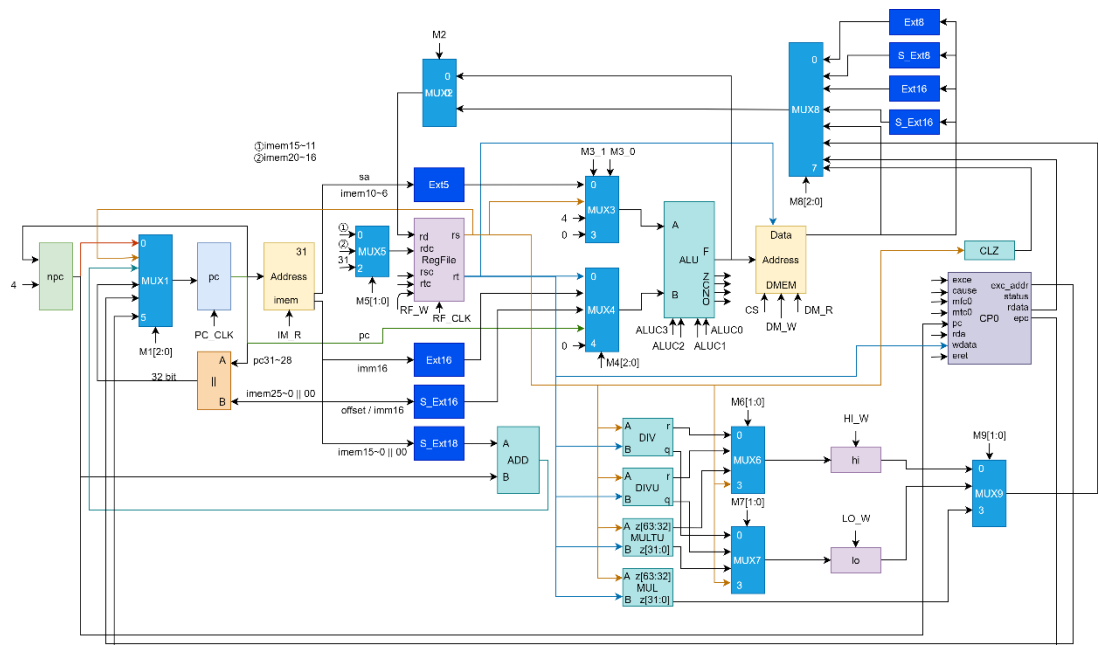 Ext8
M2
0
MUX2
0
0
MUX8
7
M8[2:0]
S_Ext8
Ext16
S_Ext16
①imem15~11
②imem20~16
sa
imem10~6
Ext5
M3_1 M3_0
0
MUX3
4
0
3
npc
4
0
MUX1
5
M1[2:0]
pc
PC_CLK
31
Address
imem
IM_R
①
②
31
0
MUX5
2
M5[1:0]
rd
rdc
RegFile
rsc
rtc
rs
rt
RF_W
RF_CLK
0
MUX4
0
4
M4[2:0]
A
ALU
B
F
Z
C
N
O
ALUC3
ALUC2
ALUC1
ALUC0
Data
Address
DMEM
CS
DM_W
DM_R
CLZ
exce
cause
mfc0
mtc0
pc
rda
wdata
eret
CP0
exc_addr
status
rdata
epc
A
||
B
pc31~28
32 bit
imem25~0 || 00
pc
Ext16
imm16
S_Ext16
offset / imm16
S_Ext18
imem15~0 || 00
A
ADD
B
A
DIV
B
r
q
A
DIVU
B
r
q
A z[63:32]
MULTU
B z[31:0]
A z[63:32]
MUL
B z[31:0]
M6[1:0]
0
MUX6
3
M7[1:0]
0
MUX7
3
HI_W
hi
LO_W
lo
M9[1:0]
0
MUX9
3